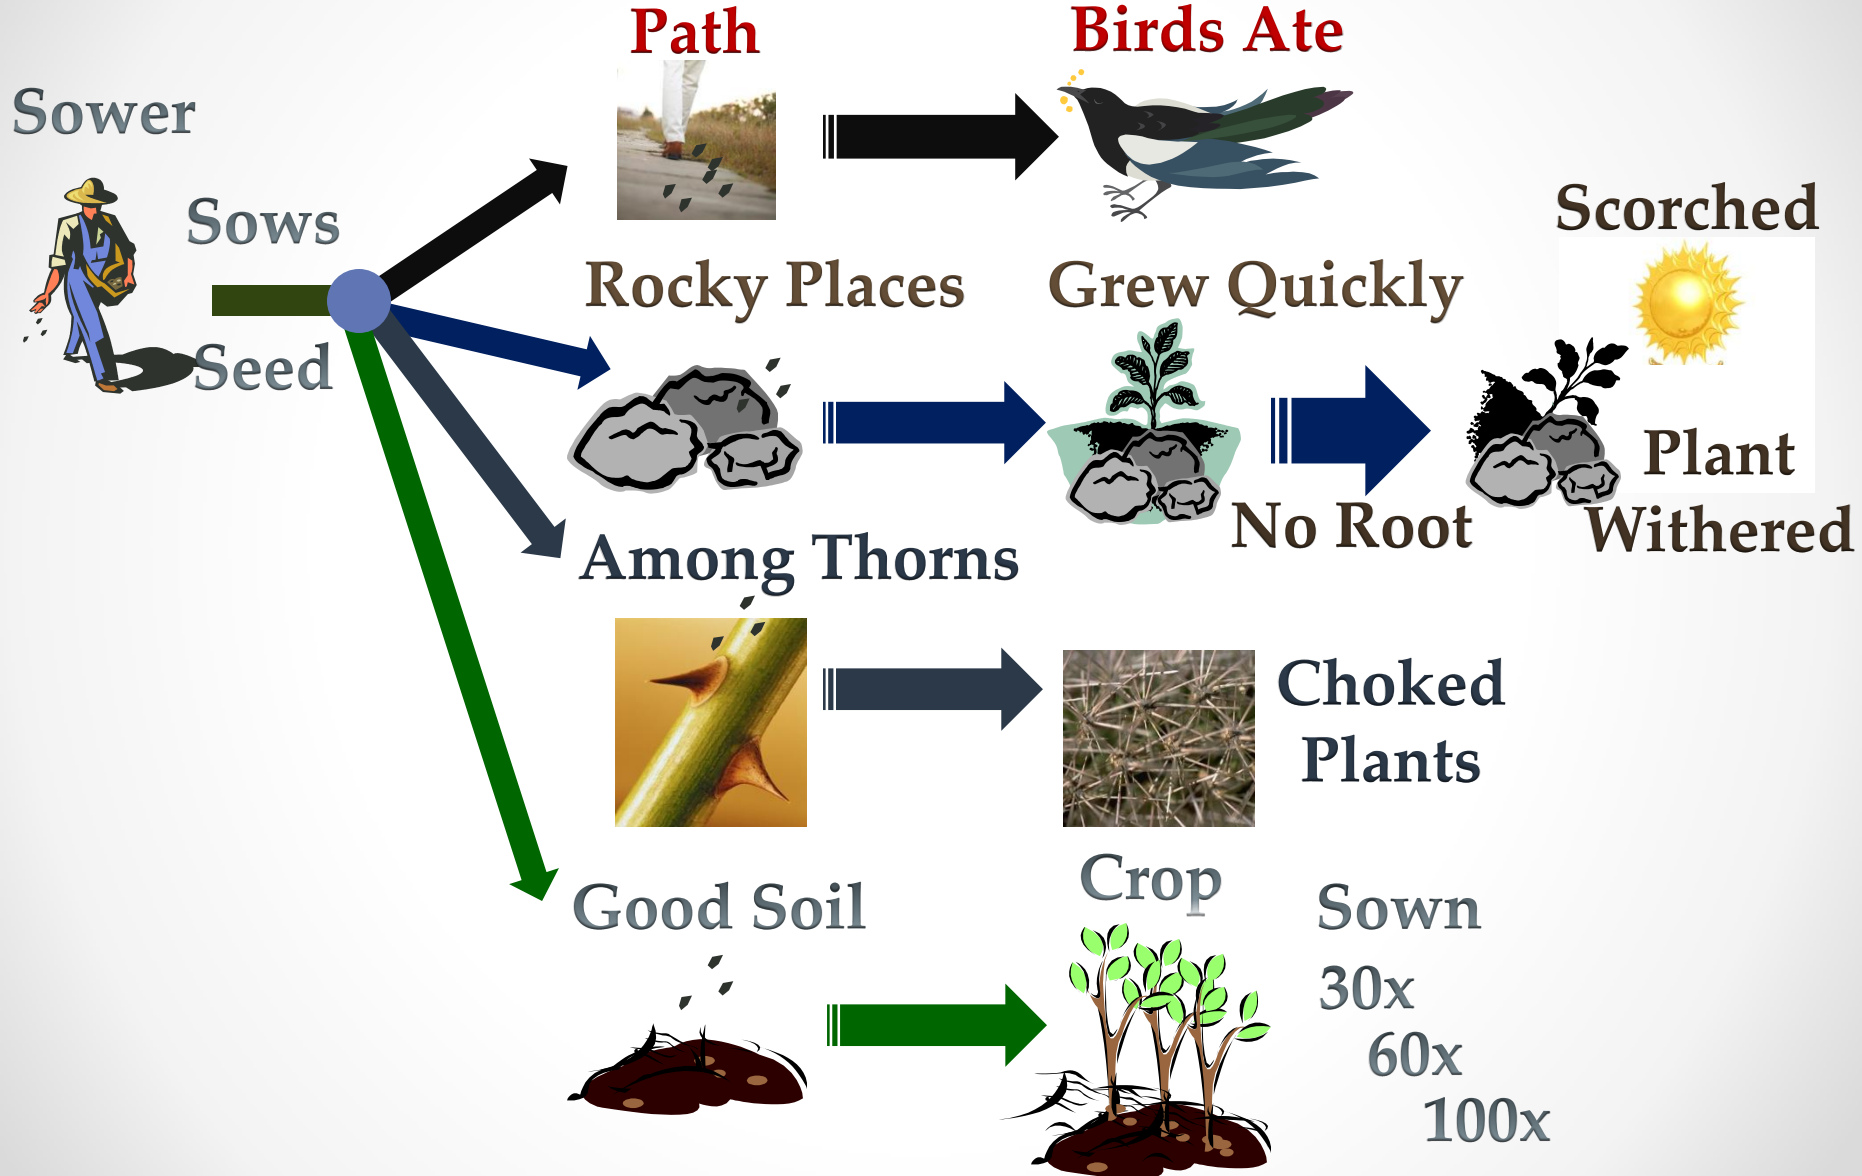 Sower
Sows
Seed
Path
Birds Ate
Rocky Places
Grew Quickly
No Root
Scorched
Plant
Withered
Among Thorns
Choked
Plants
Good Soil
Crop
Sown
30x
60x
100x